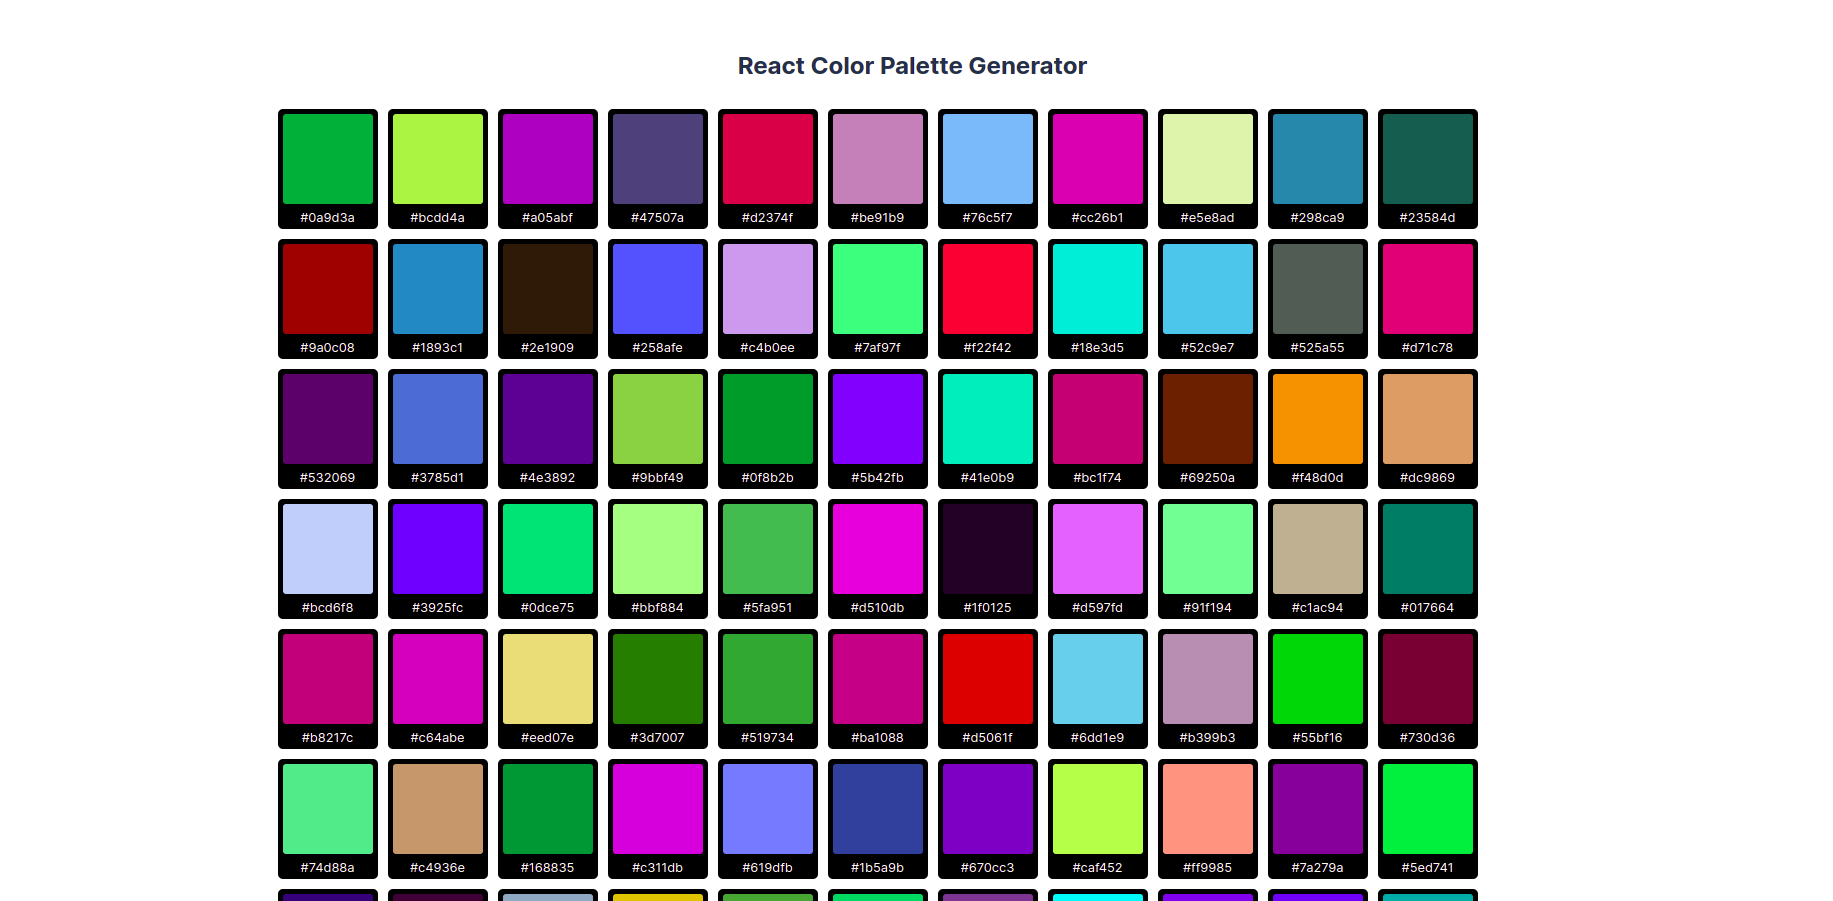 React Color Palette Generator
#0a9d3a #bcdd4a #a05abf #47507a #d2374f #be91b9 #76c5f7 #cc26b1 #e5e8ad #298ca9 #23584d
#9a0c08 #1893c1 #2e1909 #258afe #c4b0ee #7af97f #f22f42 #18e3d5 #52c9e7 #525a55 #d71c78
#532069 #3785d1 #4e3892 #9bbf49 #0f8b2b #5b42fb #41e0b9 #bc1f74 #69250a #f48d0d #dc9869
#bcd6f8 #3925fc #0dce75 #bbf884 #5fa951 #d510db #1f0125 #d597fd #91f194 #c1ac94 #017664
#b8217c #c64abe #eed07e #3d7007 #519734 #ba1088 #d5061f #6dd1e9 #b399b3 #55bf16 #730d36
#74d88a #c4936e #168835 #c311db #619dfb #1b5a9b #670cc3 #caf452 #ff9985 #7a279a #5ed741